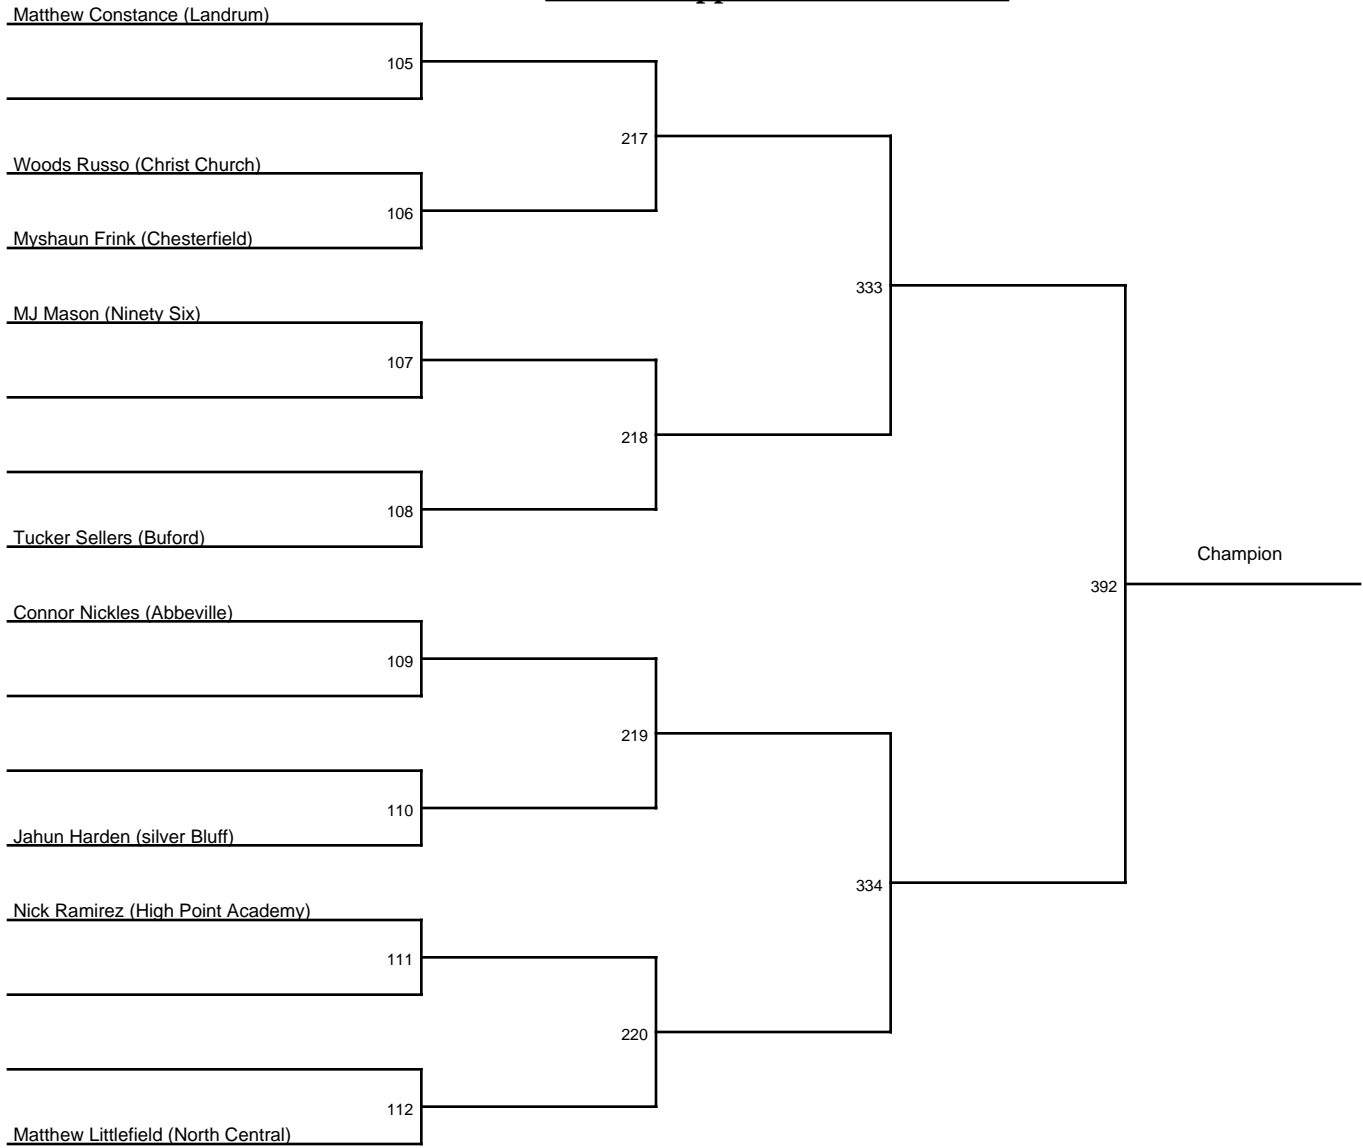 Matthew Constance (Landrum)
105
217
Woods Russo (Christ Church)
106
Myshaun Frink (Chesterfield)
333
MJ Mason (Ninety Six)
107
218
108
Tucker Sellers (Buford)
Champion
392
Connor Nickles (Abbeville)
109
219
110
Jahun Harden (silver Bluff)
334
Nick Ramirez (High Point Academy)
111
220
112
Matthew Littlefield (North Central)